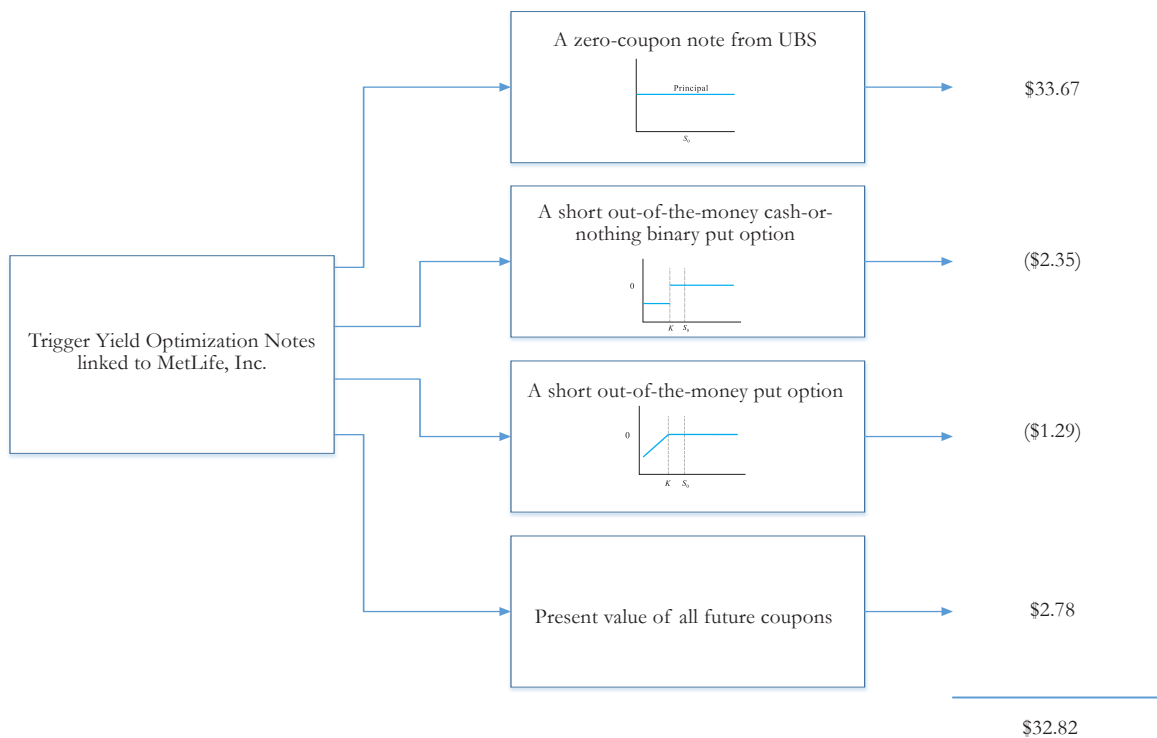 A zero-coupon note from UBS
Principal
S₀
$33.67
A short out-of-the-money cash-or-
nothing binary put option
0
K S₀
($2.35)
Trigger Yield Optimization Notes
linked to MetLife, Inc.
A short out-of-the-money put option
0
K S₀
($1.29)
Present value of all future coupons
$2.78
$32.82